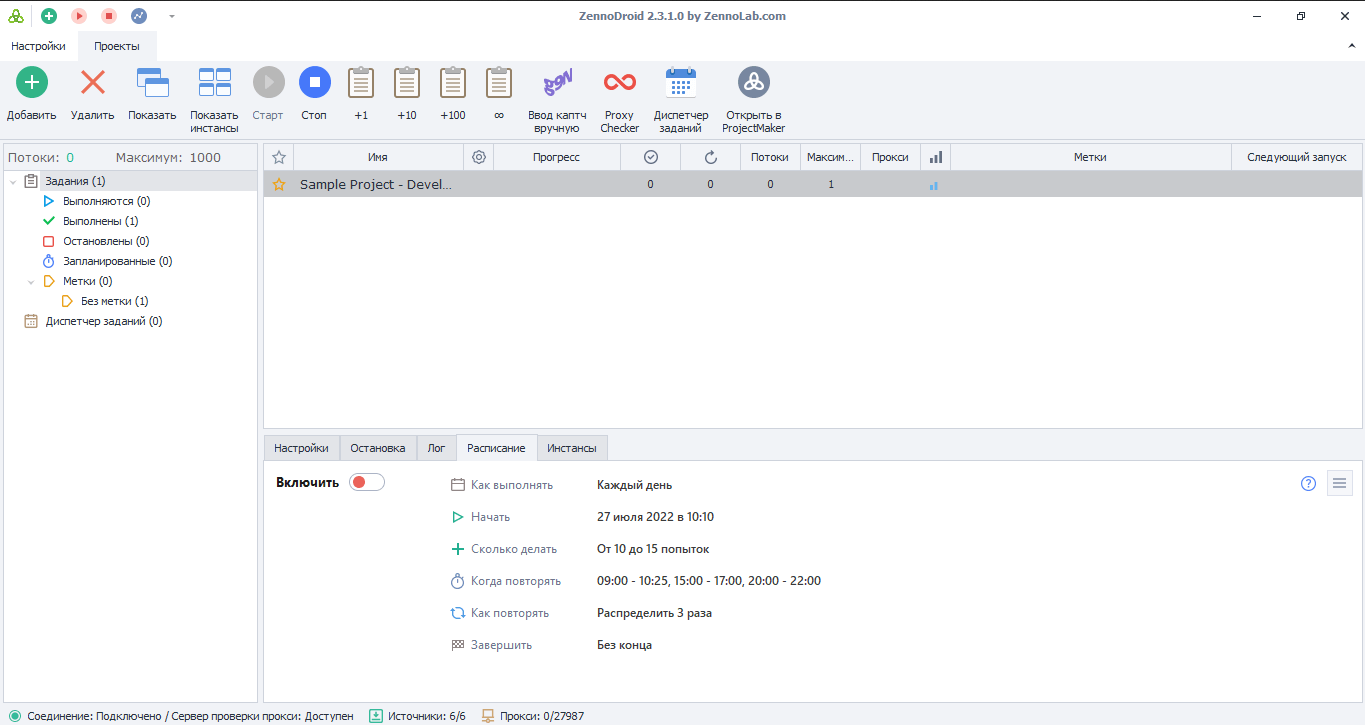 ZennoDroid 2.3.1.0 by ZennoLab.com
Настройки Проекты
Добавить Удалить Показать Показать инстансы Старт Стоп +1 +10 +100 ∞ Ввод каптч вручную Proxy Checker Диспетчер заданий Открыть в ProjectMaker
Потоки: 0 Максимум: 1000
Задания (1)
Выполняются (0)
Выполнены (1)
Остановлены (0)
Запланированные (0)
Метки (0)
Без метки (1)
Диспетчер заданий (0)
Имя Прогресс Потоки Максим... Прокси Метки Следующий запуск
Sample Project - Devel... 0 0 0 1
Настройки Остановка Лог Расписание Инстансы
Включить
Как выполнять Каждый день
Начать 27 июля 2022 в 10:10
Сколько делать От 10 до 15 попыток
Когда повторять 09:00 - 10:25, 15:00 - 17:00, 20:00 - 22:00
Как повторять Распределить 3 раза
Завершить Без конца
Соединение: Подключено / Сервер проверки прокси: Доступен Источники: 6/6 Прокси: 0/27987